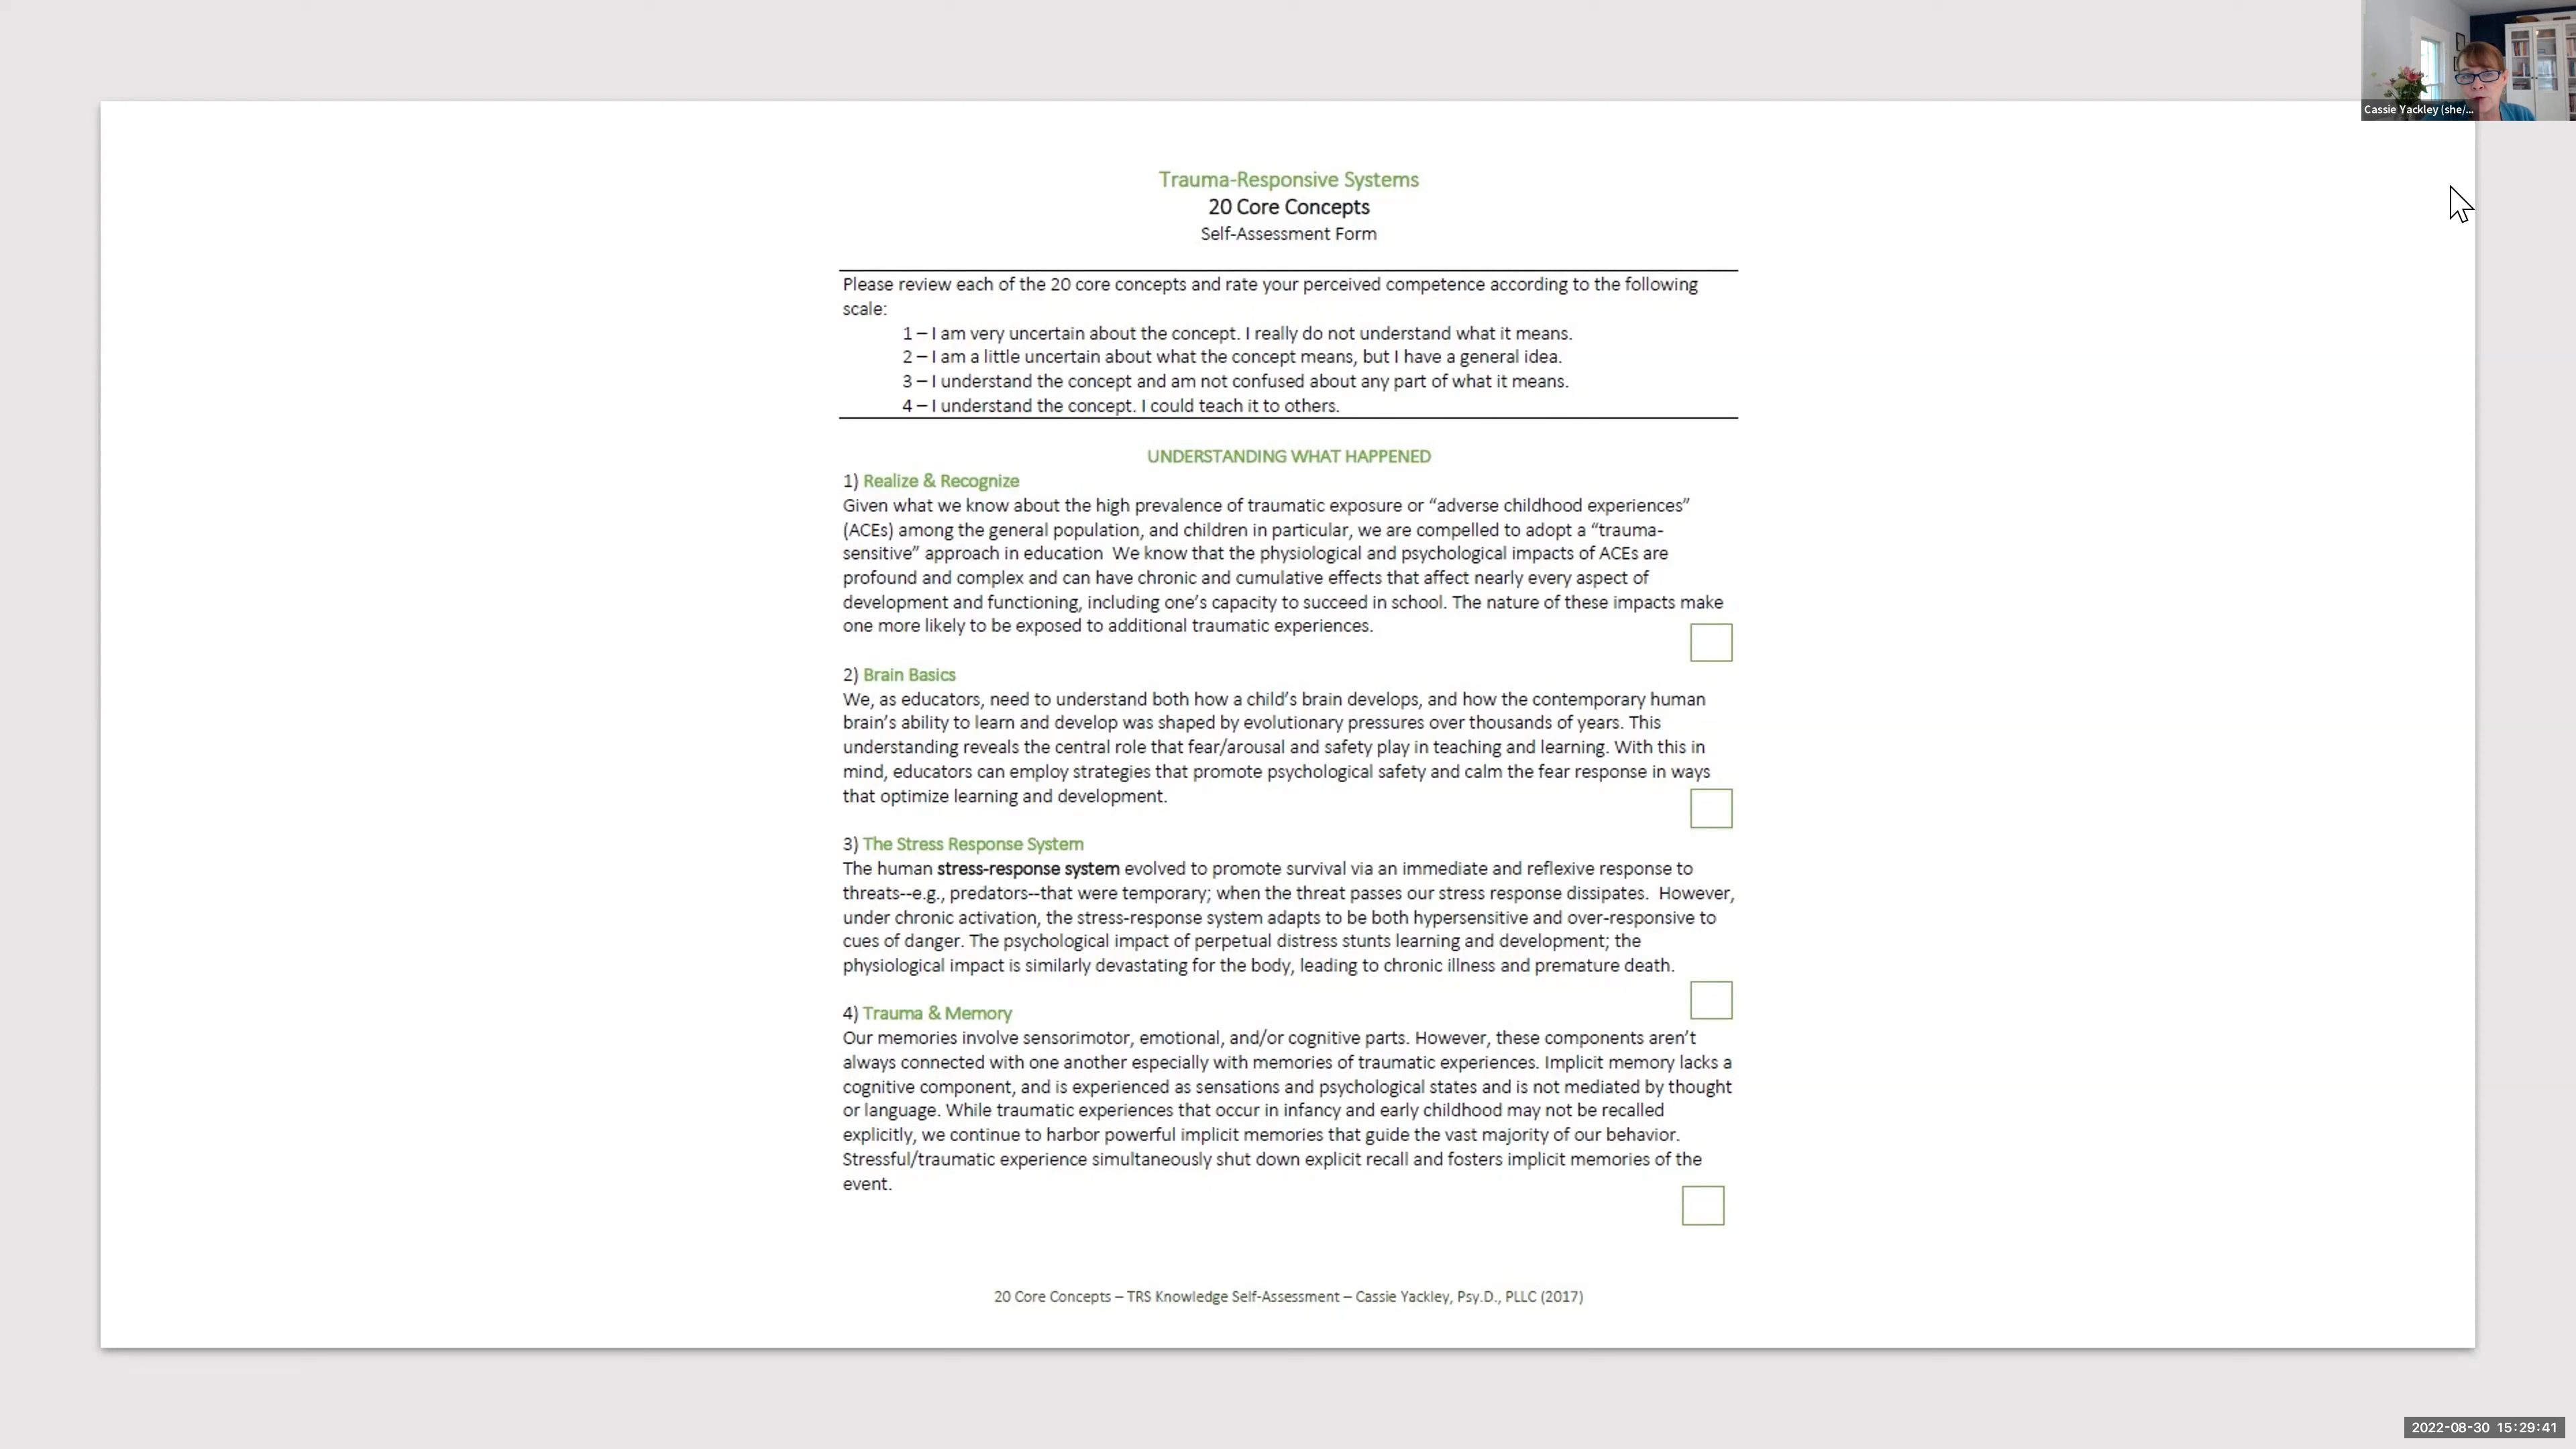 Cassie Yackley (she/...
Trauma-Responsive Systems
20 Core Concepts
Self-Assessment Form
Please review each of the 20 core concepts and rate your perceived competence according to the following
scale:
1 – I am very uncertain about the concept. I really do not understand what it means.
2 – I am a little uncertain about what the concept means, but I have a general idea.
3 – I understand the concept and am not confused about any part of what it means.
4 – I understand the concept. I could teach it to others.
UNDERSTANDING WHAT HAPPENED
1) Realize & Recognize
Given what we know about the high prevalence of traumatic exposure or “adverse childhood experiences”
(ACEs) among the general population, and children in particular, we are compelled to adopt a “trauma-
sensitive” approach in education  We know that the physiological and psychological impacts of ACEs are
profound and complex and can have chronic and cumulative effects that affect nearly every aspect of
development and functioning, including one’s capacity to succeed in school. The nature of these impacts make
one more likely to be exposed to additional traumatic experiences.
2) Brain Basics
We, as educators, need to understand both how a child’s brain develops, and how the contemporary human
brain’s ability to learn and develop was shaped by evolutionary pressures over thousands of years. This
understanding reveals the central role that fear/arousal and safety play in teaching and learning. With this in
mind, educators can employ strategies that promote psychological safety and calm the fear response in ways
that optimize learning and development.
3) The Stress Response System
The human stress-response system evolved to promote survival via an immediate and reflexive response to
threats--e.g., predators--that were temporary; when the threat passes our stress response dissipates.  However,
under chronic activation, the stress-response system adapts to be both hypersensitive and over-responsive to
cues of danger. The psychological impact of perpetual distress stunts learning and development; the
physiological impact is similarly devastating for the body, leading to chronic illness and premature death.
4) Trauma & Memory
Our memories involve sensorimotor, emotional, and/or cognitive parts. However, these components aren’t
always connected with one another especially with memories of traumatic experiences. Implicit memory lacks a
cognitive component, and is experienced as sensations and psychological states and is not mediated by thought
or language. While traumatic experiences that occur in infancy and early childhood may not be recalled
explicitly, we continue to harbor powerful implicit memories that guide the vast majority of our behavior.
Stressful/traumatic experience simultaneously shut down explicit recall and fosters implicit memories of the
event.
20 Core Concepts – TRS Knowledge Self-Assessment – Cassie Yackley, Psy.D., PLLC (2017)
2022-08-30 15:29:41